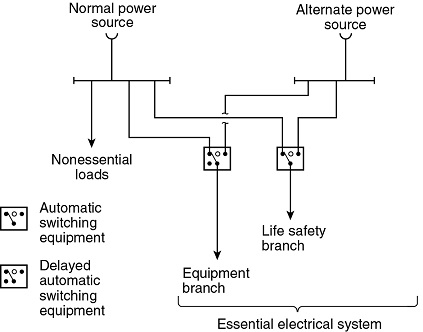 Normal power
source
Alternate power
source
Nonessential
loads
Automatic
switching
equipment
Life safety
branch
Delayed
automatic
switching
equipment
Equipment
branch
Essential electrical system